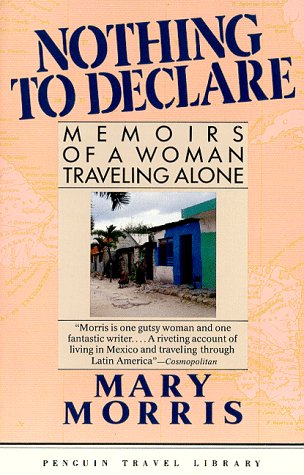 NOTHING
TO DECLARE
MEMOIRS
OF A WOMAN
TRAVELING ALONE
"Morris is one gutsy woman and one
fantastic writer. . . . A riveting account of
living in Mexico and traveling through
Latin America"—Cosmopolitan
MARY
MORRIS
PENGUIN TRAVEL LIBRARY